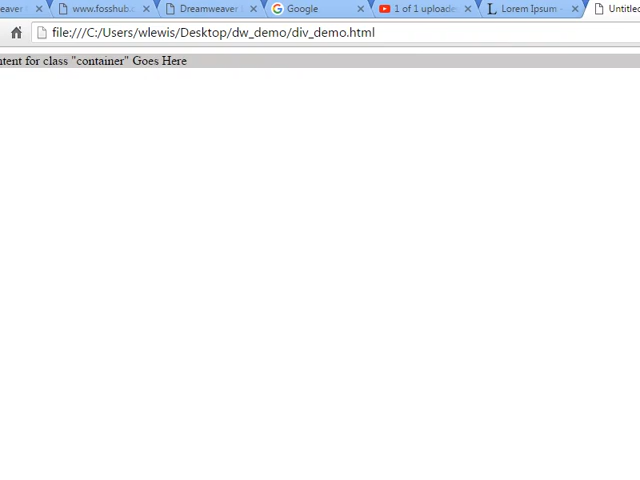 eaver www.fosshub.c Dreamweaver Google 1 of 1 uploade Lorem Ipsum - Untitled
file:///C:/Users/wlewis/Desktop/dw_demo/div_demo.html
ntent for class "container" Goes Here